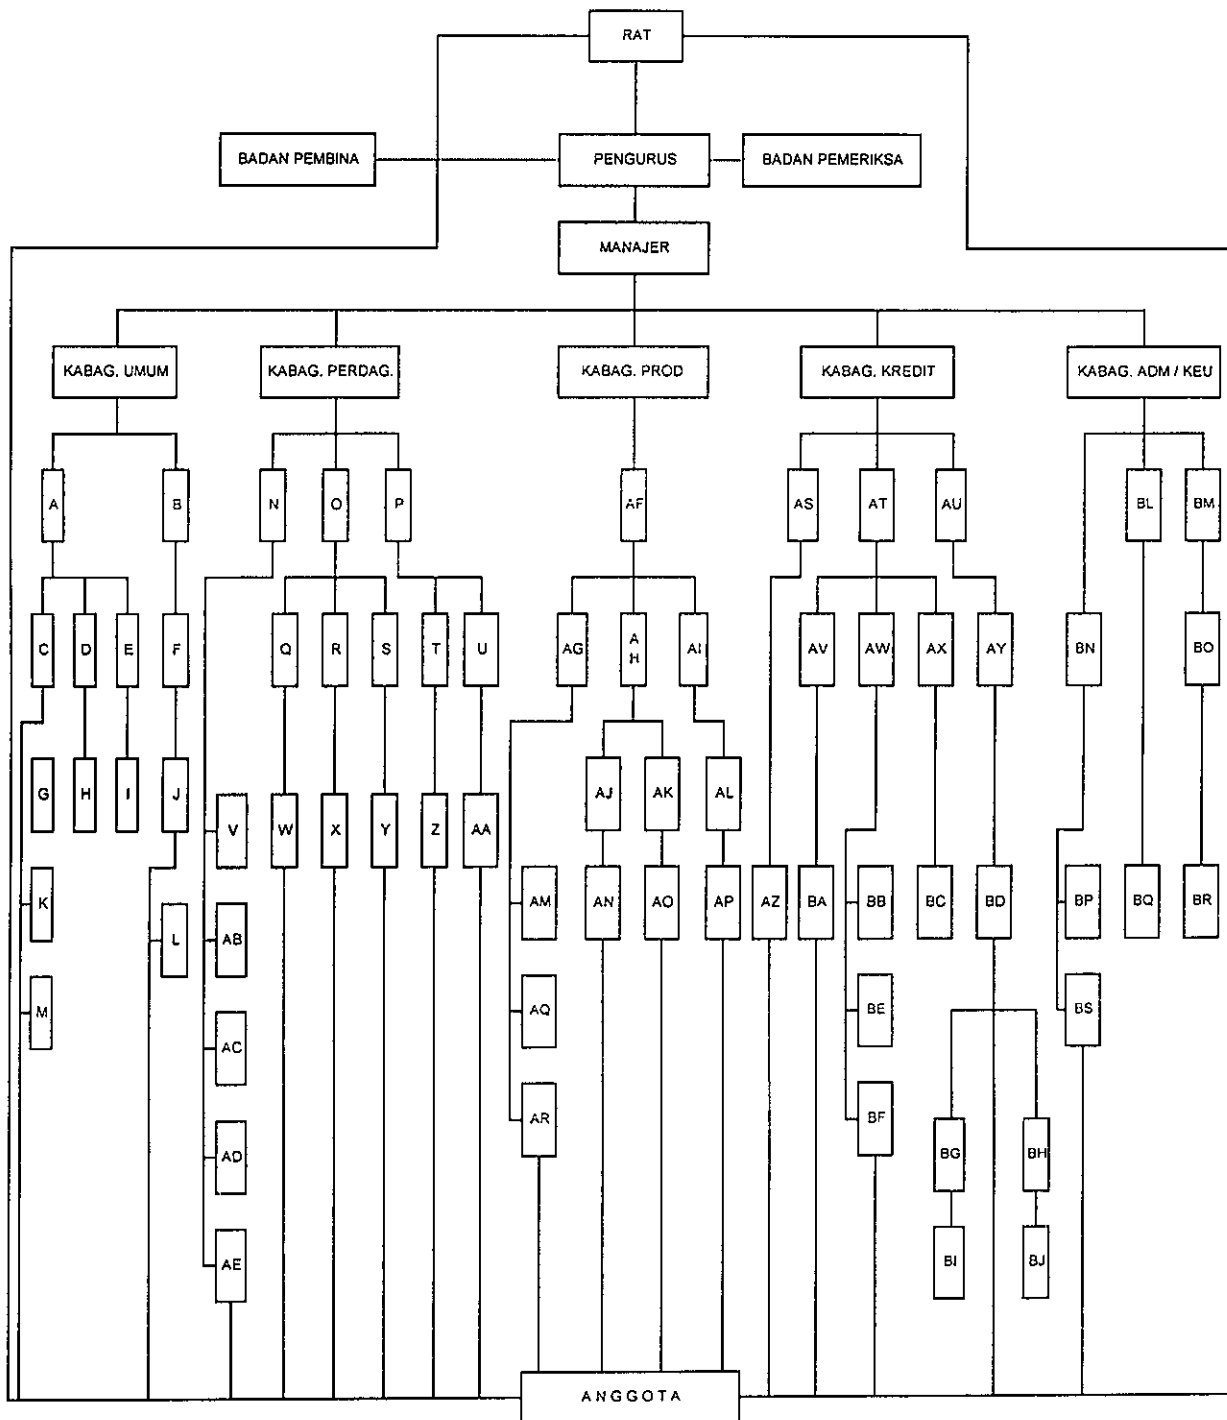 RAT
BADAN PEMBINA
PENGURUS
BADAN PEMERIKSA
MANAJER
KABAG. UMUM
KABAG. PERDAG.
KABAG. PROD
KABAG. KREDIT
KABAG. ADM / KEU
A
B
N
O
P
AF
AS
AT
AU
BL
BM
C
D
E
F
Q
R
S
T
U
AG
A
H
AI
AV
AW
AX
AY
BN
BO
G
H
I
J
V
W
X
Y
Z
AA
AJ
AK
AL
K
L
AB
AM
AN
AO
AP
AZ
BA
BB
BC
BD
BP
BQ
BR
M
AC
AQ
BE
BS
AD
AR
BF
BG
BH
AE
BI
BJ
ANGGOTA